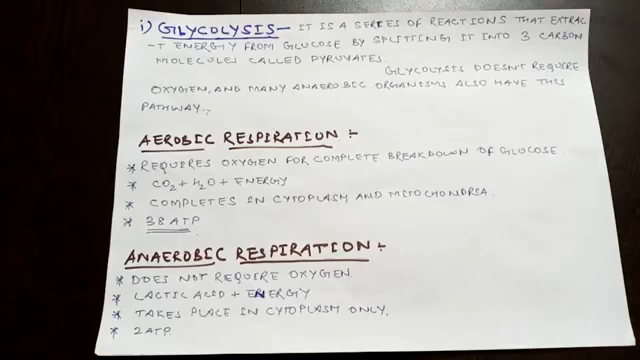 i) GLYCOLYSIS - IT IS A SERIES OF REACTIONS THAT EXTRAC
-T ENERGY FROM GLUCOSE BY SPLITTING IT INTO 3 CARBON
MOLECULES CALLED PYRUVATES.
GLYCOLYSIS DOESN'T REQUIRE
OXYGEN, AND MANY ANAEROBIC ORGANISMS ALSO HAVE THIS
PATHWAY..
AEROBIC RESPIRATION :-
* REQUIRES OXYGEN FOR COMPLETE BREAKDOWN OF GLUCOSE.
* CO2 + H2O + ENERGY
* COMPLETES IN CYTOPLASM AND MITOCHONDRIA.
* 38 ATP
ANAEROBIC RESPIRATION :-
* DOES NOT REQUIRE OXYGEN
* LACTIC ACID + ENERGY
* TAKES PLACE IN CYTOPLASM ONLY.
* 2 ATP.